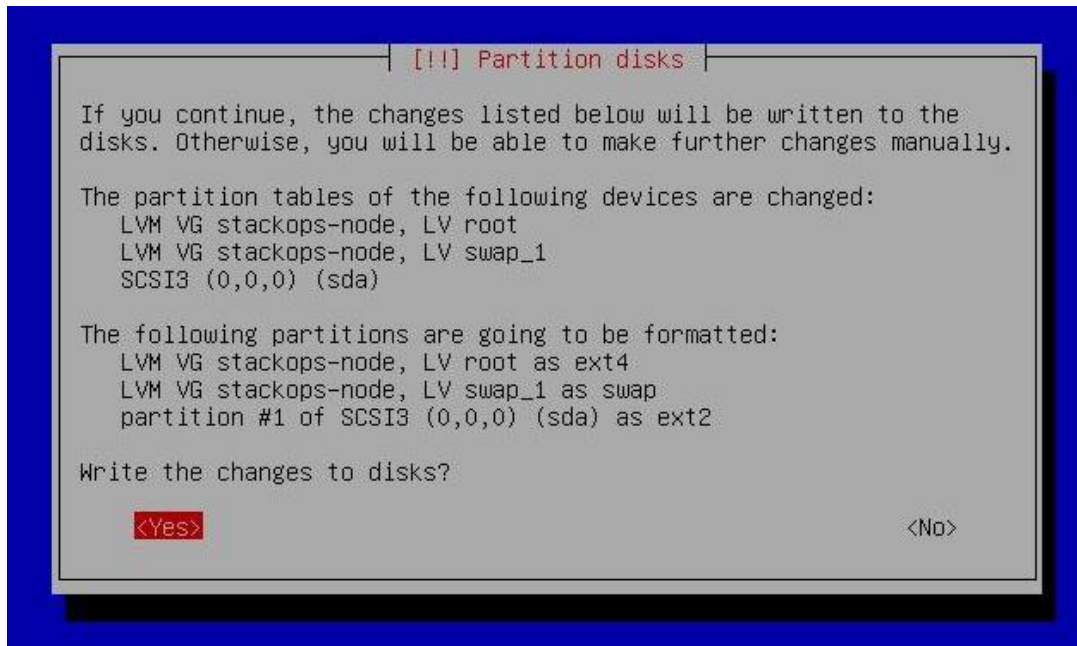 [!!] Partition disks
If you continue, the changes listed below will be written to the
disks. Otherwise, you will be able to make further changes manually.
The partition tables of the following devices are changed:
LVM VG stackops-node, LV root
LVM VG stackops-node, LV swap_1
SCSI3 (0,0,0) (sda)
The following partitions are going to be formatted:
LVM VG stackops-node, LV root as ext4
LVM VG stackops-node, LV swap_1 as swap
partition #1 of SCSI3 (0,0,0) (sda) as ext2
Write the changes to disks?
<Yes> <No>